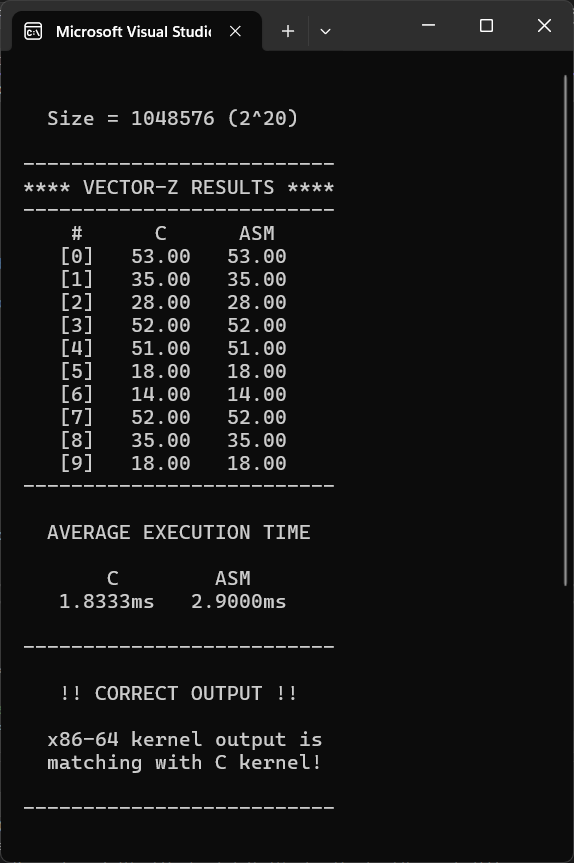 Microsoft Visual Studi
Size = 1048576 (2^20)
--------------------------
**** VECTOR-Z RESULTS ****
--------------------------
# C ASM
[0] 53.00 53.00
[1] 35.00 35.00
[2] 28.00 28.00
[3] 52.00 52.00
[4] 51.00 51.00
[5] 18.00 18.00
[6] 14.00 14.00
[7] 52.00 52.00
[8] 35.00 35.00
[9] 18.00 18.00
--------------------------
AVERAGE EXECUTION TIME
C ASM
1.8333ms 2.9000ms
--------------------------
!! CORRECT OUTPUT !!
x86-64 kernel output is
matching with C kernel!
--------------------------